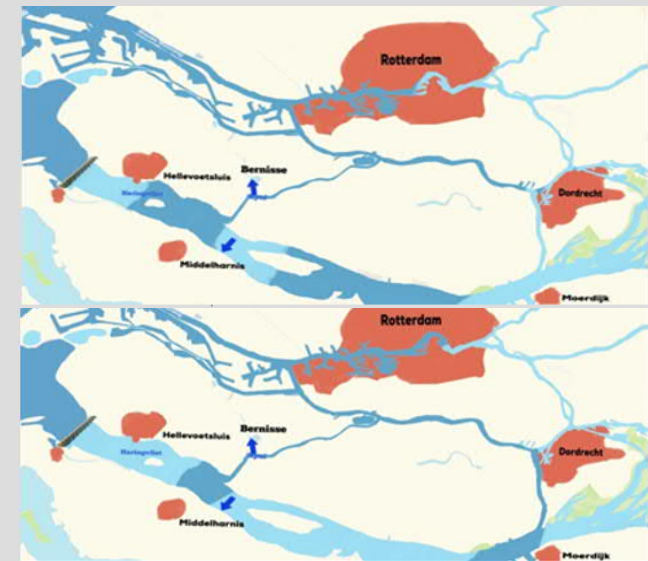 Rotterdam
Bernisse
Hellevoetsluis
Haringvliet
Dordrecht
Middelharnis
Moerdijk
Rotterdam
Bernisse
Hellevoetsluis
Haringvliet
Dordrecht
Middelharnis
Moerdijk